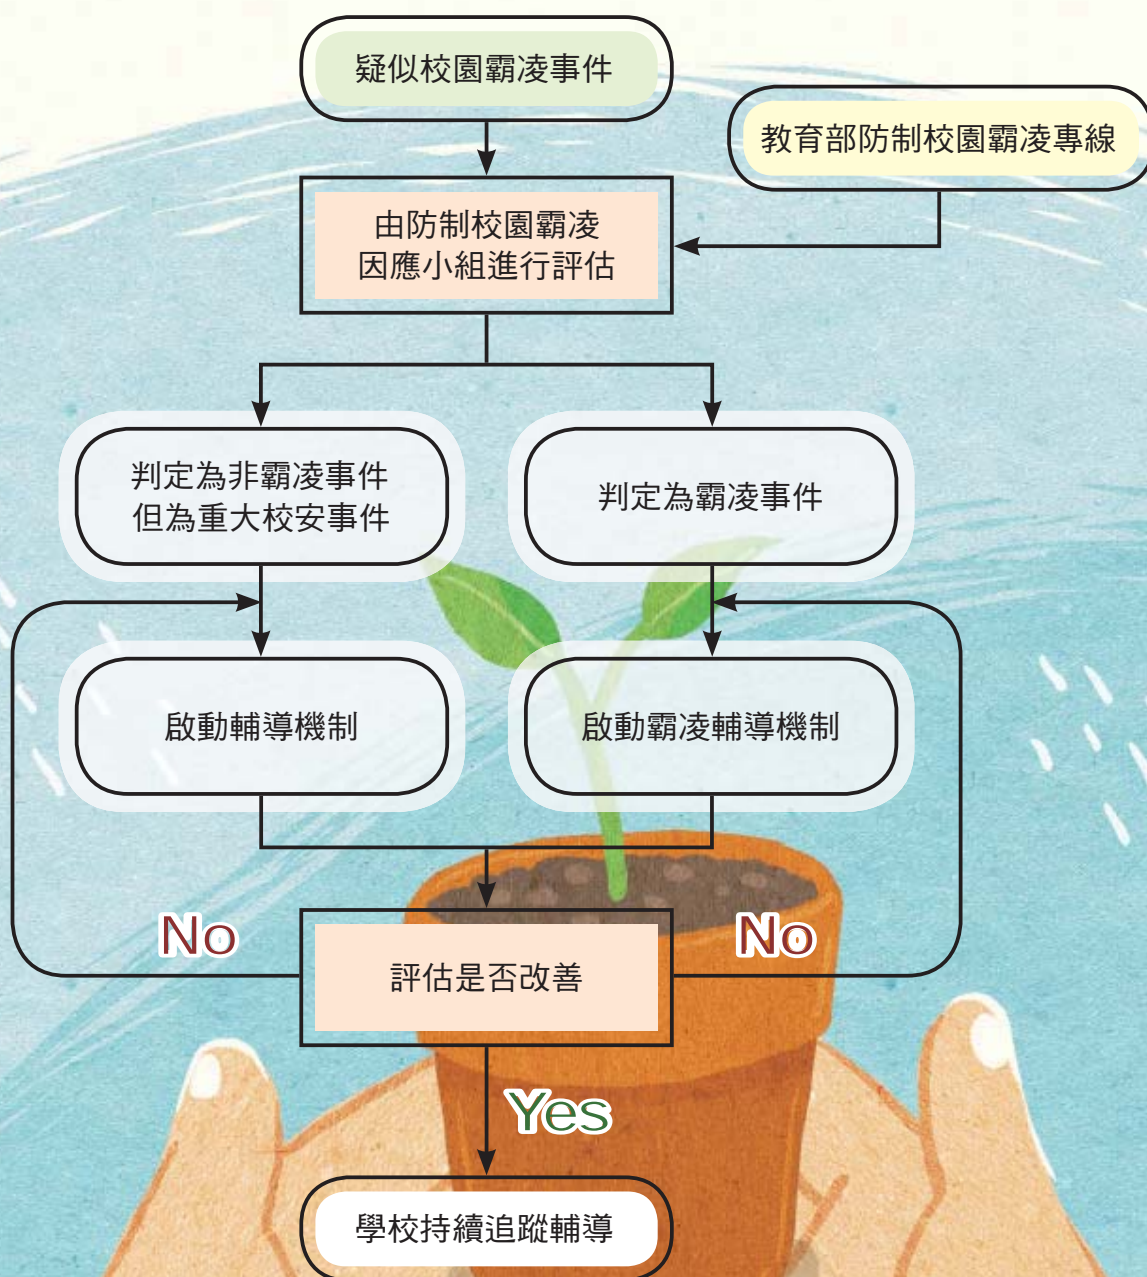 疑似校園霸凌事件
教育部防制校園霸凌專線
由防制校園霸凌
因應小組進行評估
判定為非霸凌事件
但為重大校安事件
判定為霸凌事件
啟動輔導機制
啟動霸凌輔導機制
No
No
評估是否改善
Yes
學校持續追蹤輔導